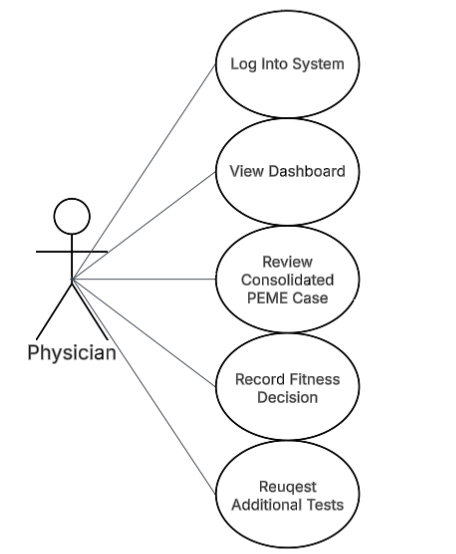 Log Into System
View Dashboard
Review
Consolidated
PEME Case
Physician
Record Fitness
Decision
Reuqest
Additional Tests